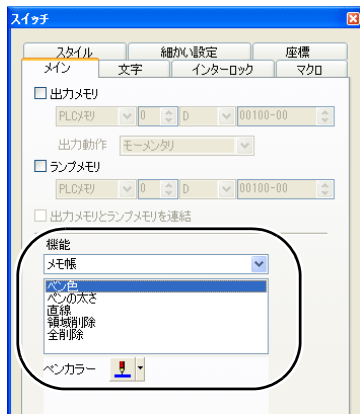 スイッチ
スタイル 細かい設定 座標
メイン 文字 インターロック マクロ
出力メモリ
PLCメモリ 0 D 00100-00
出力動作 モーメンタリ
ランプメモリ
PLCメモリ 0 D 00100-00
出力メモリとランプメモリを連結
機能
メモ帳
ペン色
ペンの太さ
直線
領域削除
全削除
ペンカラー